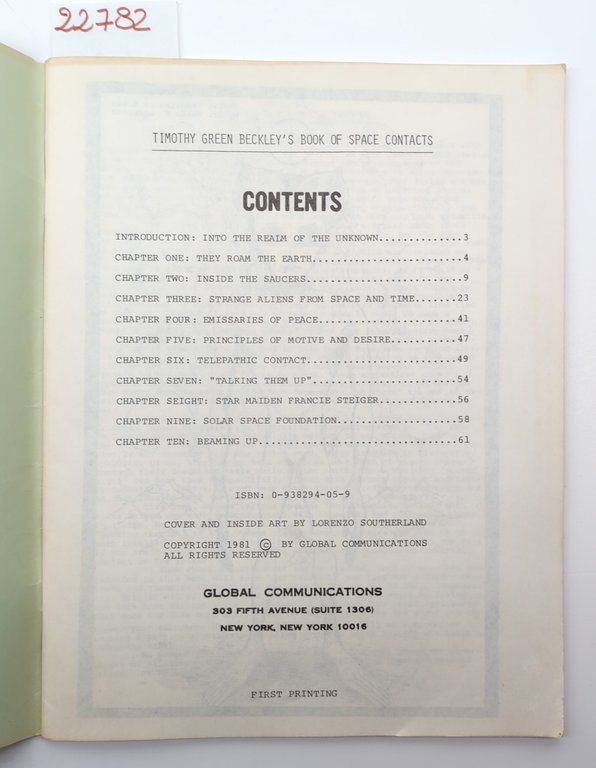 22782
TIMOTHY GREEN BECKLEY'S BOOK OF SPACE CONTACTS
CONTENTS
INTRODUCTION: INTO THE REALM OF THE UNKNOWN..............3
CHAPTER ONE: THEY ROAM THE EARTH.........................4
CHAPTER TWO: INSIDE THE SAUCERS..........................9
CHAPTER THREE: STRANGE ALIENS FROM SPACE AND TIME.......23
CHAPTER FOUR: EMISSARIES OF PEACE.......................41
CHAPTER FIVE: PRINCIPLES OF MOTIVE AND DESIRE...........47
CHAPTER SIX: TELEPATHIC CONTACT.........................49
CHAPTER SEVEN: "TALKING THEM UP"........................54
CHAPTER SEIGHT: STAR MAIDEN FRANCIE STEIGER.............56
CHAPTER NINE: SOLAR SPACE FOUNDATION....................58
CHAPTER TEN: BEAMING UP.................................61
ISBN: 0-938294-05-9
COVER AND INSIDE ART BY LORENZO SOUTHERLAND
COPYRIGHT 1981 © BY GLOBAL COMMUNICATIONS
ALL RIGHTS RESERVED
GLOBAL COMMUNICATIONS
303 FIFTH AVENUE (SUITE 1306)
NEW YORK, NEW YORK 10016
FIRST PRINTING